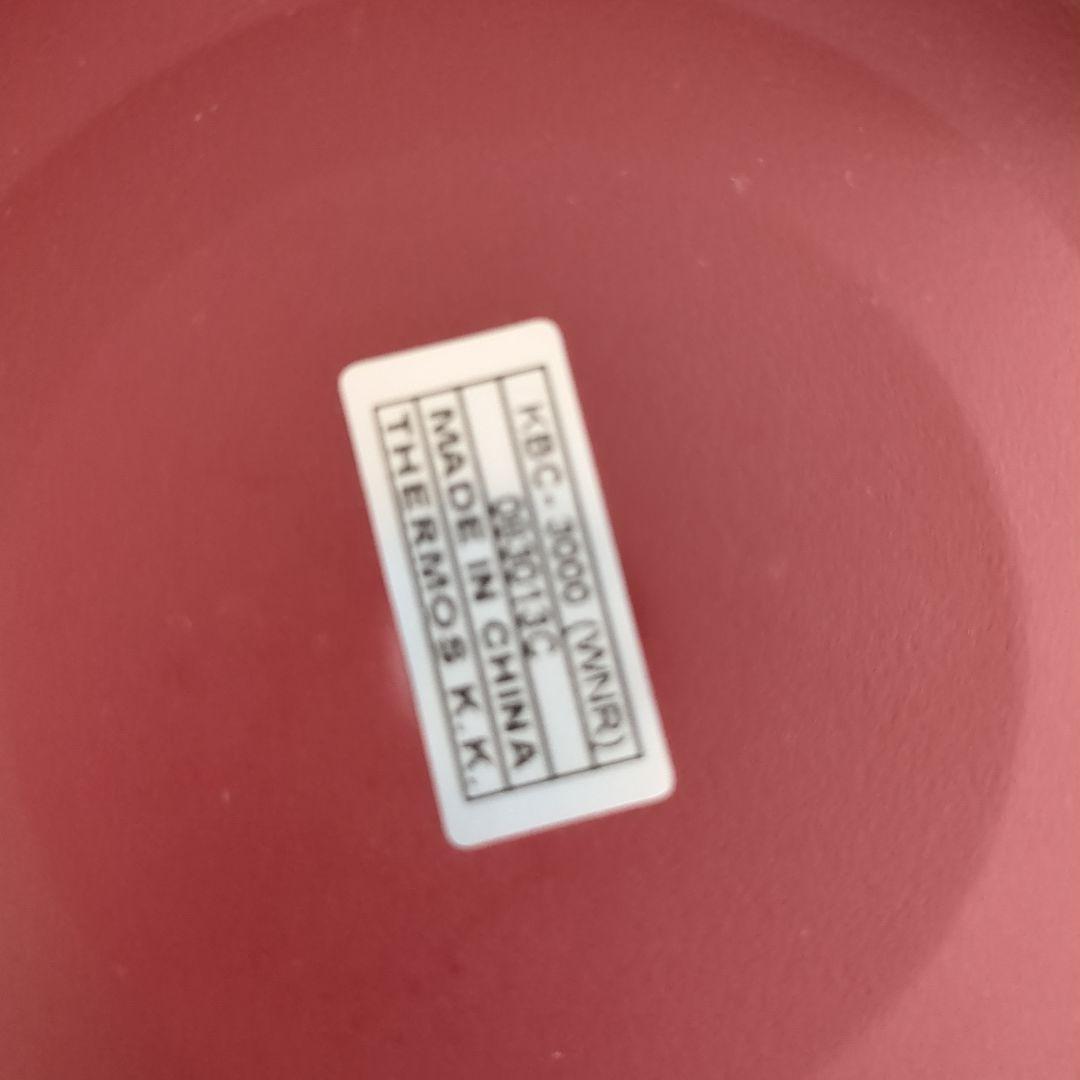 KBC-3000 (WNR)
MADE IN CHINA
THERMOS K.K.